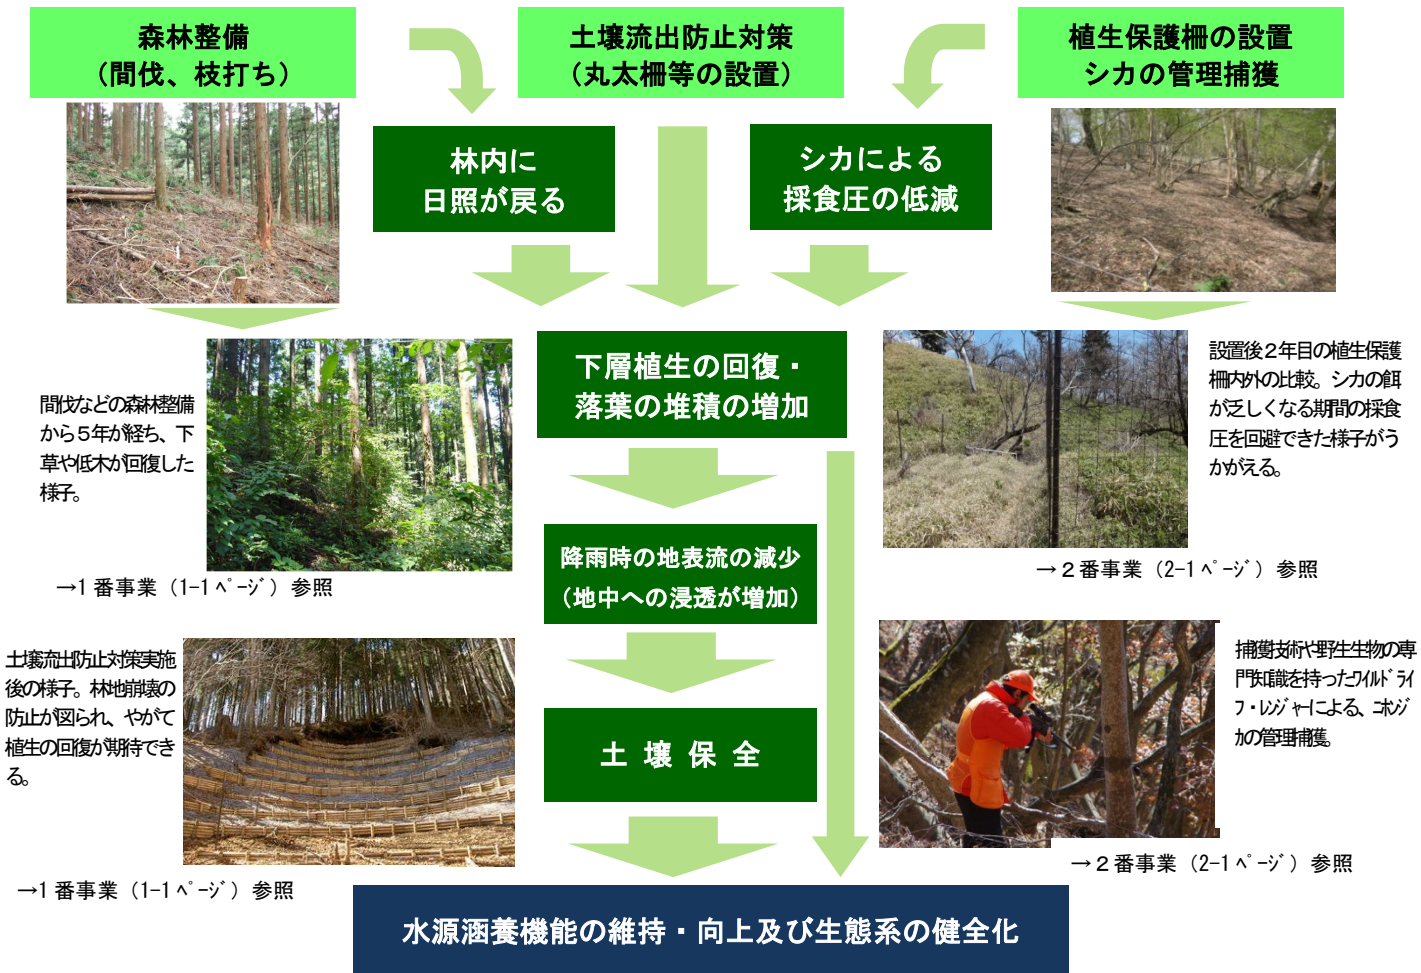 森林整備
（間伐、枝打ち）
土壌流出防止対策
（丸太柵等の設置）
植生保護柵の設置
シカの管理捕獲
林内に
日照が戻る
シカによる
採食圧の低減
下層植生の回復・
落葉の堆積の増加
間伐などの森林整備
から５年が経ち、下
草や低木が回復した
様子。
→1 番事業（1-1 ﾍﾟｰｼﾞ）参照
設置後２年目の植生保護
柵内外の比較。シカの餌
が乏しくなる期間の採食
圧を回避できた様子がう
かがえる。
→２番事業（2-1 ﾍﾟｰｼﾞ）参照
降雨時の地表流の減少
（地中への浸透が増加）
土壌流出防止対策実施
後の様子。林地崩壊の
防止が図られ、やがて
植生の回復が期待でき
る。
→1 番事業（1-1 ﾍﾟｰｼﾞ）参照
土 壌 保 全
捕獲技術や野生生物の専
門知識を持ったﾜｲﾙﾄﾞﾗｲ
ﾌ・ﾚﾝｼﾞｬｰによる、ﾆﾎﾝｼﾞ
ｶの管理捕獲。
→２番事業（2-1 ﾍﾟｰｼﾞ）参照
水源涵養機能の維持・向上及び生態系の健全化